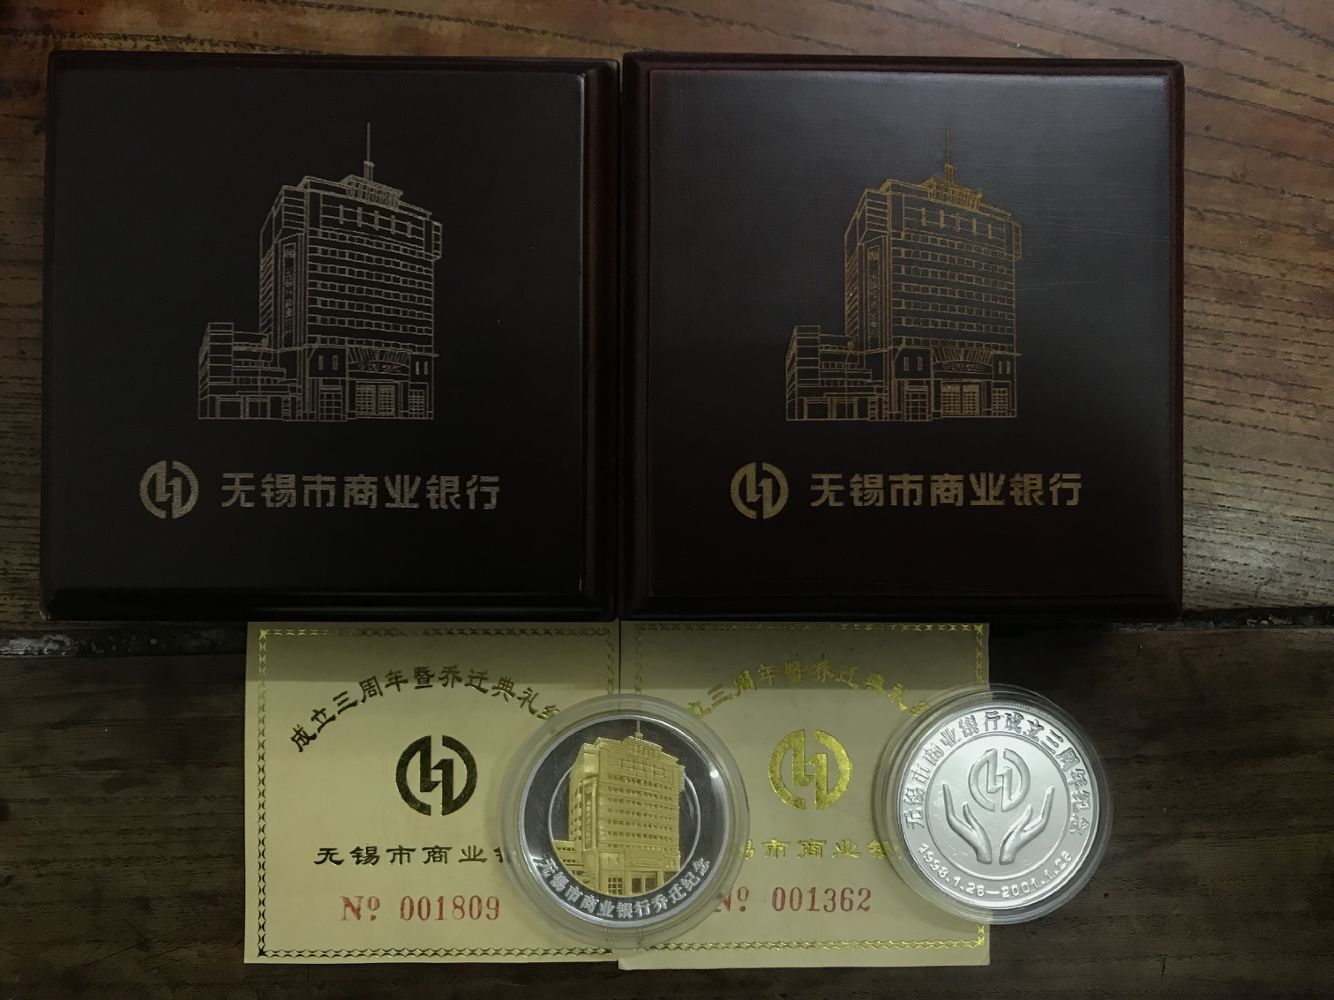 无锡市商业银行
无锡市商业银行
成立三周年暨乔迁典礼
无锡市商业
Nº 001809
无锡市商业银行乔迁纪念
立三周年暨乔迁典礼
锡市商业
Nº 001362
无锡市商业银行成立三周年纪念
1998.1.26—2001.1.26